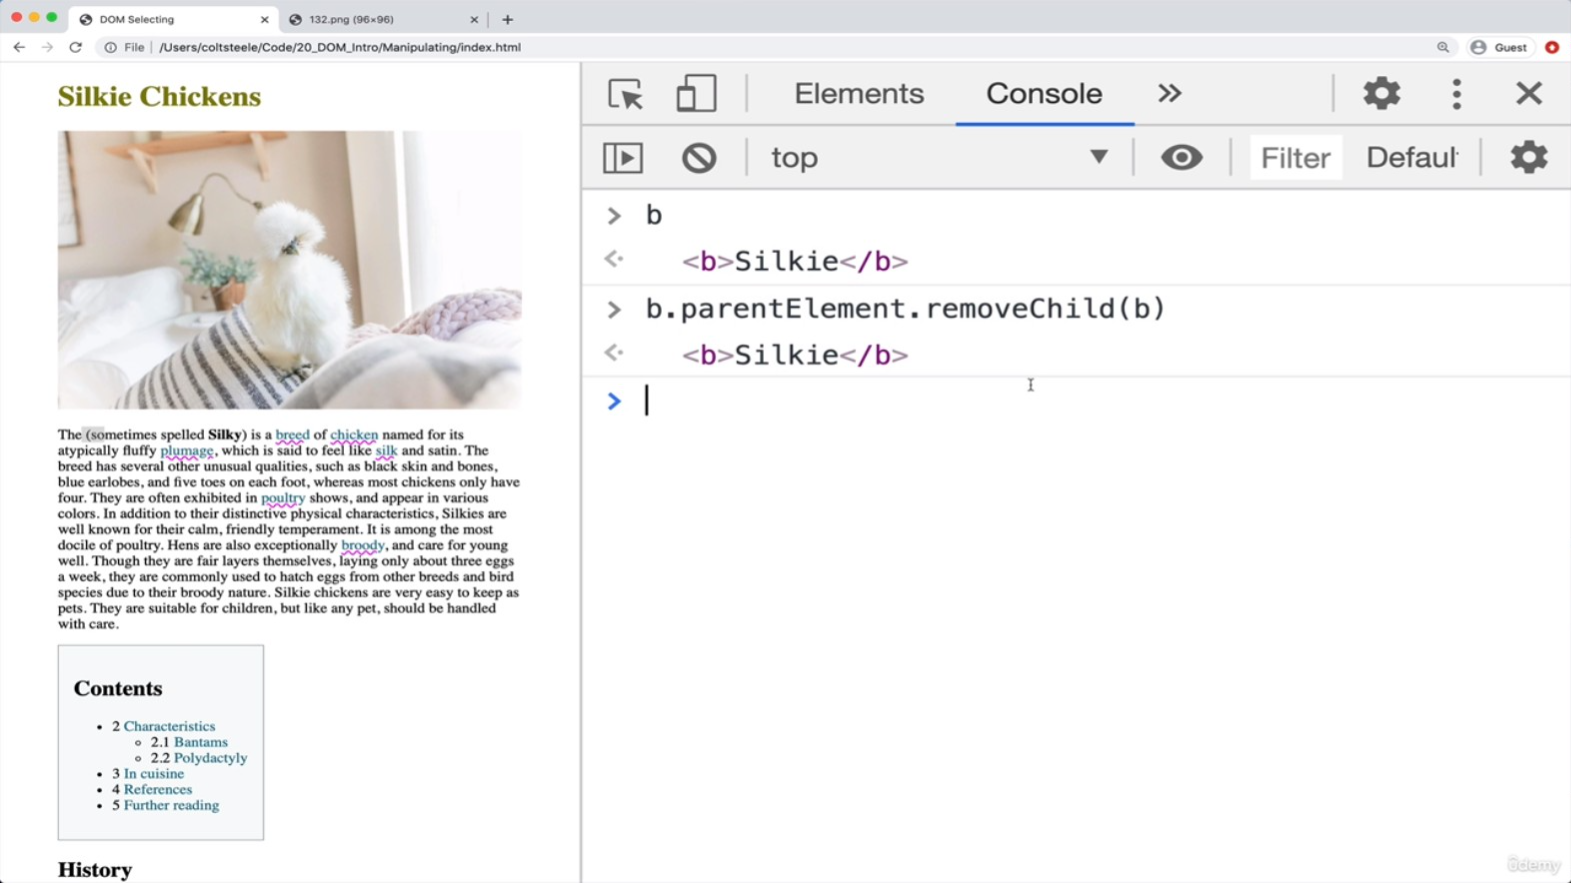 DOM Selecting
132.png (96×96)
File
/Users/coltsteele/Code/20_DOM_Intro/Manipulating/index.html
Guest
Silkie Chickens
The (sometimes spelled Silky) is a breed of chicken named for its
atypically fluffy plumage, which is said to feel like silk and satin. The
breed has several other unusual qualities, such as black skin and bones,
blue earlobes, and five toes on each foot, whereas most chickens only have
four. They are often exhibited in poultry shows, and appear in various
colors. In addition to their distinctive physical characteristics, Silkies are
well known for their calm, friendly temperament. It is among the most
docile of poultry. Hens are also exceptionally broody, and care for young
well. Though they are fair layers themselves, laying only about three eggs
a week, they are commonly used to hatch eggs from other breeds and bird
species due to their broody nature. Silkie chickens are very easy to keep as
pets. They are suitable for children, but like any pet, should be handled
with care.
Contents
2 Characteristics
2.1 Bantams
2.2 Polydactyly
3 In cuisine
4 References
5 Further reading
History
Elements Console
top Filter Defaul
> b
<b>Silkie</b>
> b.parentElement.removeChild(b)
<b>Silkie</b>
>
ûdemy